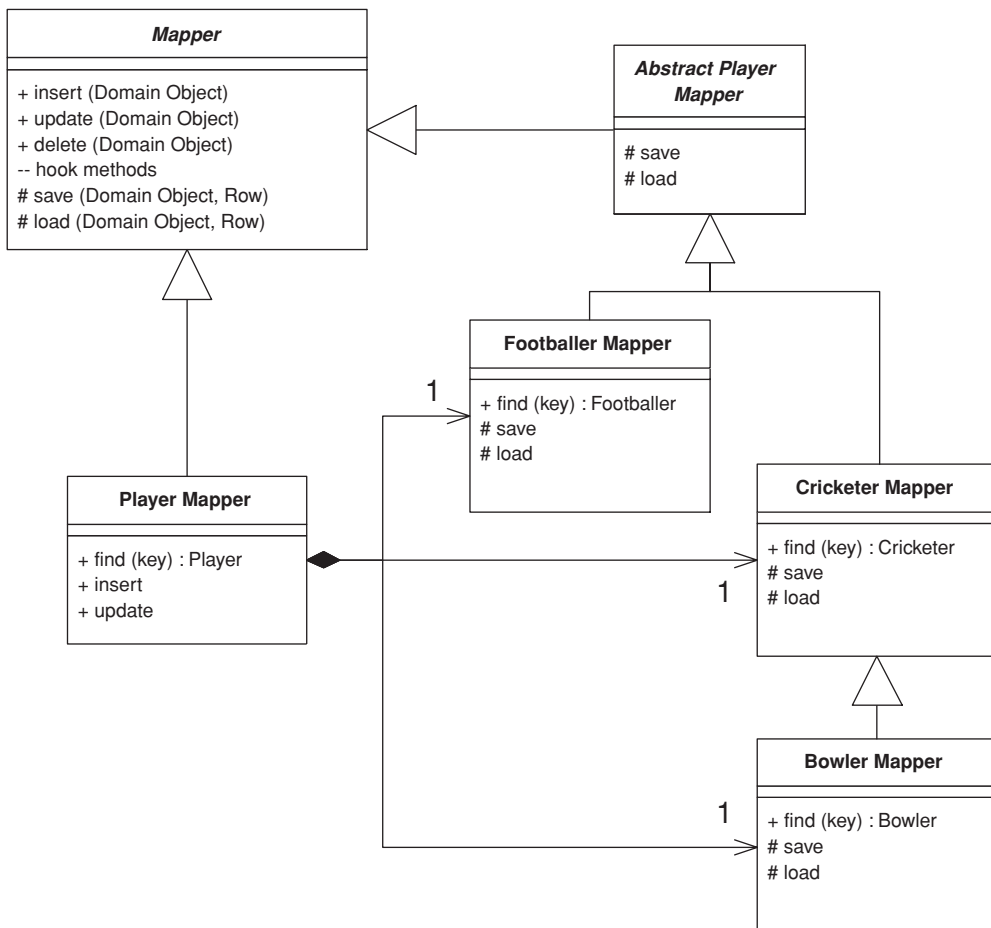 Mapper
+ insert (Domain Object)
+ update (Domain Object)
+ delete (Domain Object)
-- hook methods
# save (Domain Object, Row)
# load (Domain Object, Row)
Abstract Player
Mapper
# save
# load
Footballer Mapper
+ find (key) : Footballer
# save
# load
1
Player Mapper
+ find (key) : Player
+ insert
+ update
Cricketer Mapper
+ find (key) : Cricketer
# save
# load
1
Bowler Mapper
+ find (key) : Bowler
# save
# load
1